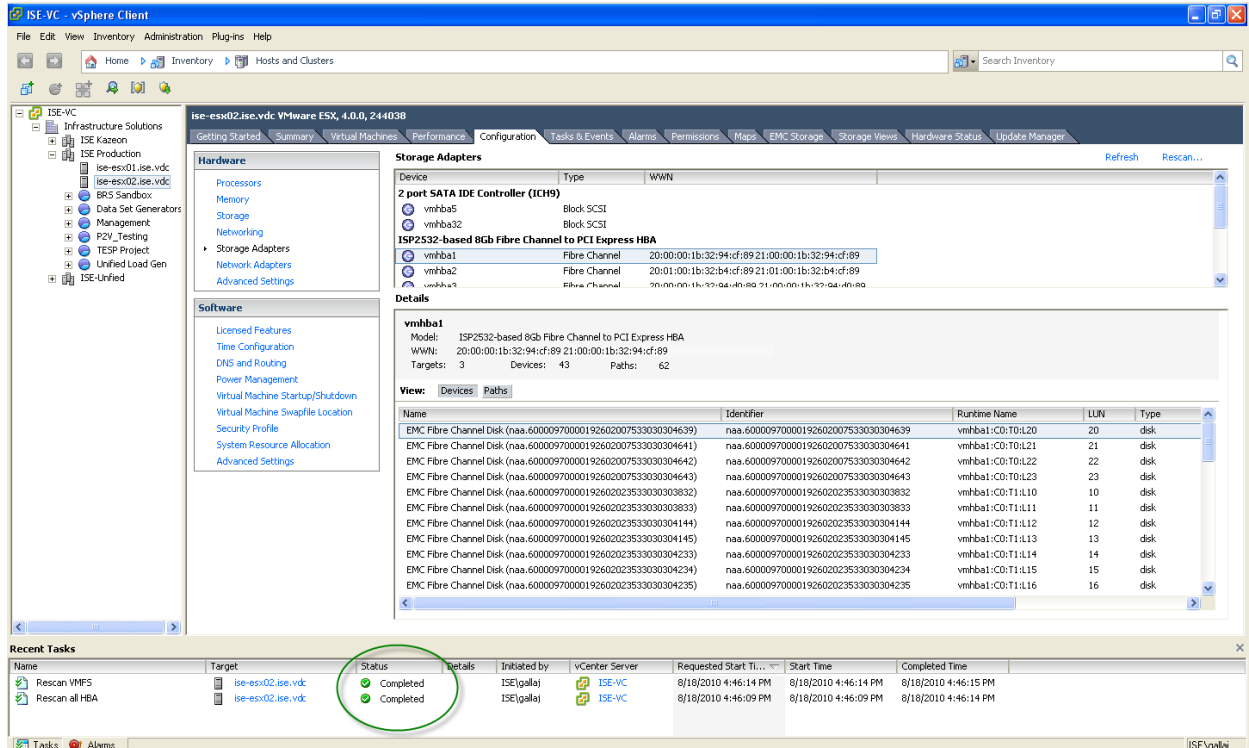 ISE-VC - vSphere Client
File Edit View Inventory Administration Plug-ins Help
Home Inventory Hosts and Clusters Search Inventory
ISE-VC
Infrastructure Solutions
ISE Kazeon
ISE Production
ise-esx01.ise.vdc
ise-esx02.ise.vdc
BRS Sandbox
Data Set Generators
Management
P2V_Testing
TESP Project
Unified Load Gen
ISE-Unfied
ise-esx02.ise.vdc VMware ESX, 4.0.0, 244038
Getting Started Summary Virtual Machines Performance Configuration Tasks & Events Alarms Permissions Maps EMC Storage Storage Views Hardware Status Update Manager
Hardware
Processors
Memory
Storage
Networking
Storage Adapters
Network Adapters
Advanced Settings
Software
Licensed Features
Time Configuration
DNS and Routing
Power Management
Virtual Machine Startup/Shutdown
Virtual Machine Swapfile Location
Security Profile
System Resource Allocation
Advanced Settings
Storage Adapters Refresh Rescan...
Device Type WWN
2 port SATA IDE Controller (ICH9)
vmhba5 Block SCSI
vmhba32 Block SCSI
ISP2532-based 8Gb Fibre Channel to PCI Express HBA
vmhba1 Fibre Channel 20:00:00:1b:32:94:cf:89 21:00:00:1b:32:94:cf:89
vmhba2 Fibre Channel 20:01:00:1b:32:b4:cf:89 21:01:00:1b:32:b4:cf:89
vmhba3 Fibre Channel 20:00:00:1b:32:94:d0:89 21:00:00:1b:32:94:d0:89
Details
vmhba1
Model: ISP2532-based 8Gb Fibre Channel to PCI Express HBA
WWN: 20:00:00:1b:32:94:cf:89 21:00:00:1b:32:94:cf:89
Targets: 3 Devices: 43 Paths: 62
View: Devices Paths
Name Identifier Runtime Name LUN Type
EMC Fibre Channel Disk (naa.60000970000192602007533030304639) naa.60000970000192602007533030304639 vmhba1:C0:T0:L20 20 disk
EMC Fibre Channel Disk (naa.60000970000192602007533030304641) naa.60000970000192602007533030304641 vmhba1:C0:T0:L21 21 disk
EMC Fibre Channel Disk (naa.60000970000192602007533030304642) naa.60000970000192602007533030304642 vmhba1:C0:T0:L22 22 disk
EMC Fibre Channel Disk (naa.60000970000192602007533030304643) naa.60000970000192602007533030304643 vmhba1:C0:T0:L23 23 disk
EMC Fibre Channel Disk (naa.60000970000192602023533030303832) naa.60000970000192602023533030303832 vmhba1:C0:T1:L10 10 disk
EMC Fibre Channel Disk (naa.60000970000192602023533030303833) naa.60000970000192602023533030303833 vmhba1:C0:T1:L11 11 disk
EMC Fibre Channel Disk (naa.60000970000192602023533030304144) naa.60000970000192602023533030304144 vmhba1:C0:T1:L12 12 disk
EMC Fibre Channel Disk (naa.60000970000192602023533030304145) naa.60000970000192602023533030304145 vmhba1:C0:T1:L13 13 disk
EMC Fibre Channel Disk (naa.60000970000192602023533030304233) naa.60000970000192602023533030304233 vmhba1:C0:T1:L14 14 disk
EMC Fibre Channel Disk (naa.60000970000192602023533030304234) naa.60000970000192602023533030304234 vmhba1:C0:T1:L15 15 disk
EMC Fibre Channel Disk (naa.60000970000192602023533030304235) naa.60000970000192602023533030304235 vmhba1:C0:T1:L16 16 disk
Recent Tasks
Name Target Status Details Initiated by vCenter Server Requested Start Ti... Start Time Completed Time
Rescan VMFS ise-esx02.ise.vdc Completed ISE\gallaj ISE-VC 8/18/2010 4:46:14 PM 8/18/2010 4:46:14 PM 8/18/2010 4:46:15 PM
Rescan all HBA ise-esx02.ise.vdc Completed ISE\gallaj ISE-VC 8/18/2010 4:46:09 PM 8/18/2010 4:46:09 PM 8/18/2010 4:46:14 PM
Tasks Alarms ISE\gallaj